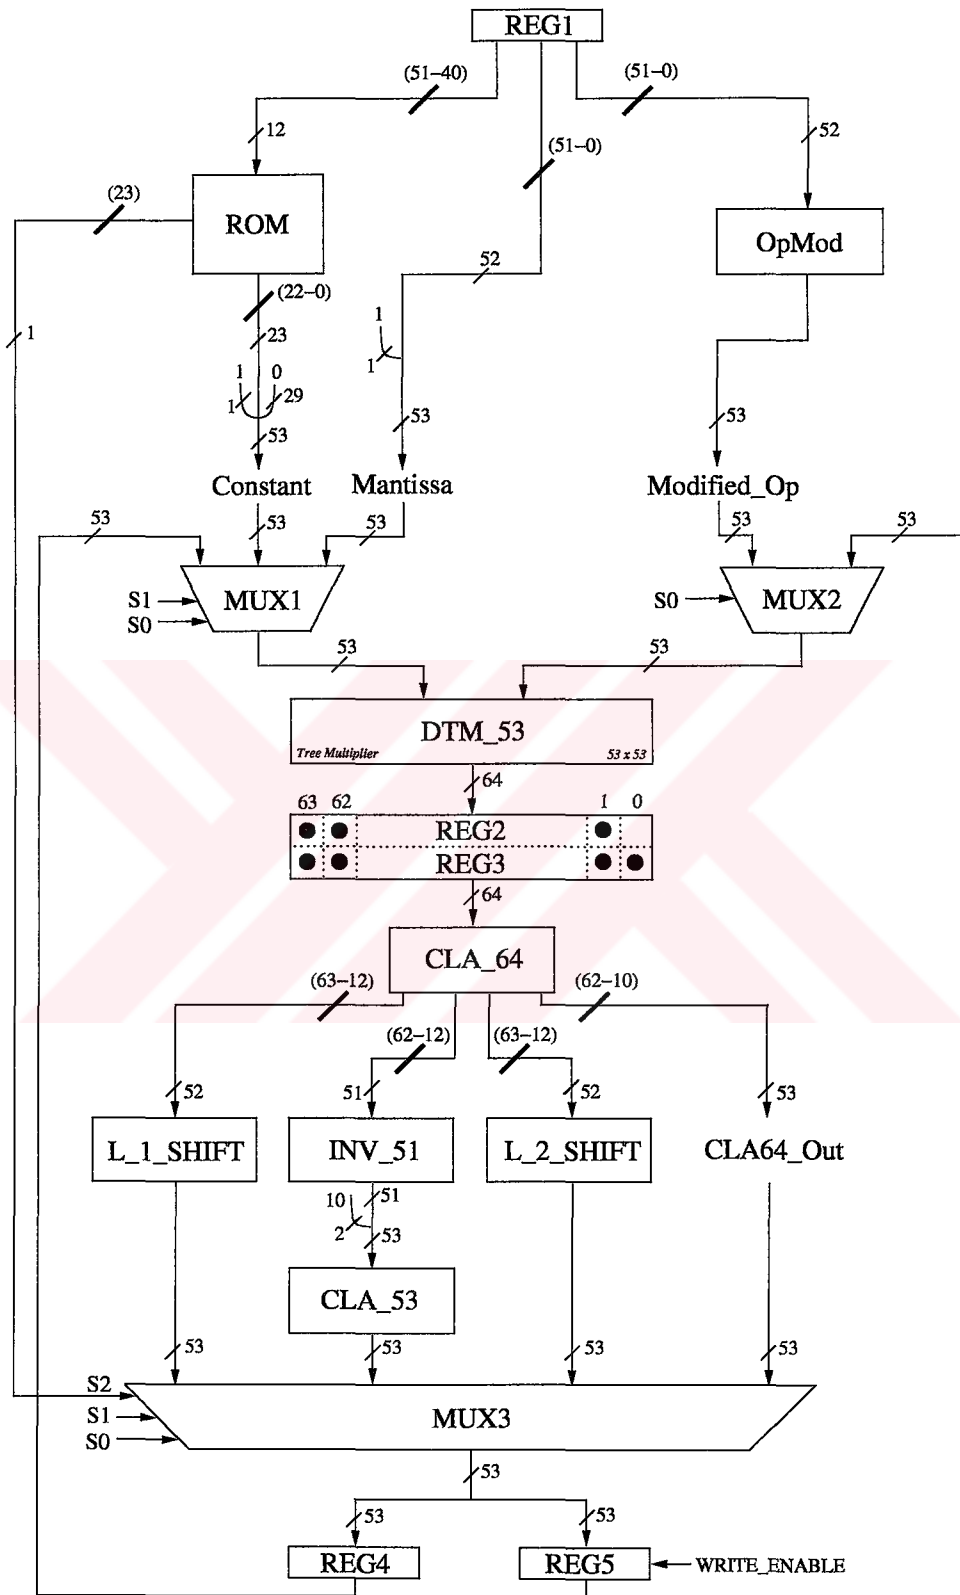 REG1
(51–40)
(51–0)
12
(51–0)
52
(23)
ROM
OpMod
52
(22–0)
1
23
1
1 0
1
1 29
53
53
53
Constant
Mantissa
Modified_Op
53
53
53
53
53
S1
S0
MUX1
S0
MUX2
53
53
DTM_53
Tree Multiplier
53 x 53
64
63 62
1 0
REG2
REG3
64
CLA_64
(63–12)
(62–10)
(62–12)
(63–12)
52
51
52
53
L_1_SHIFT
INV_51
L_2_SHIFT
CLA64_Out
10
51
2
53
CLA_53
53
53
53
53
S2
S1
S0
MUX3
53
53
53
REG4
REG5
WRITE_ENABLE